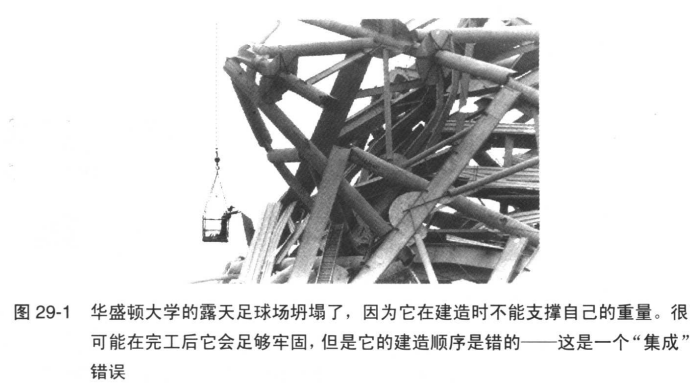 图 29-1 华盛顿大学的露天足球场坍塌了，因为它在建造时不能支撑自己的重量。很
可能在完工后它会足够牢固，但是它的建造顺序是错的——这是一个“集成”
错误